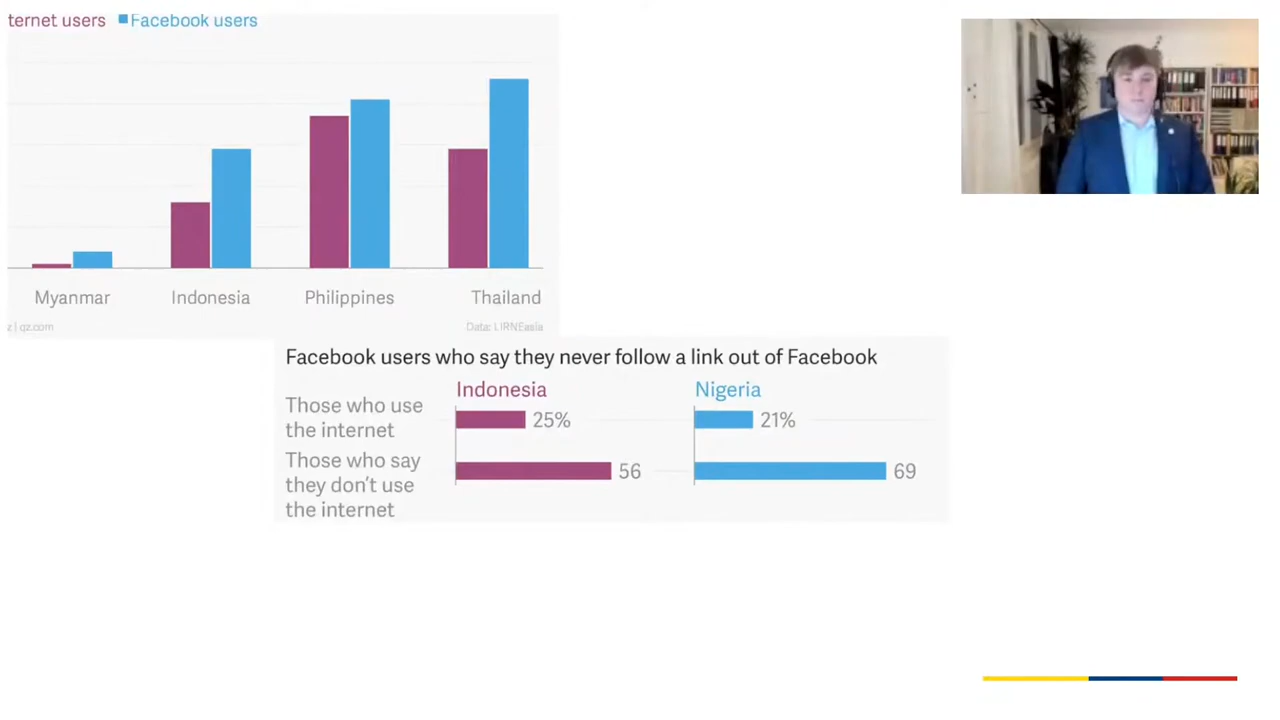 ternet users Facebook users
Myanmar Indonesia Philippines Thailand
z | qz.com Data: LIRNEasia
Facebook users who say they never follow a link out of Facebook
Indonesia Nigeria
Those who use
the internet
25% 21%
Those who say
they don't use
the internet
56 69